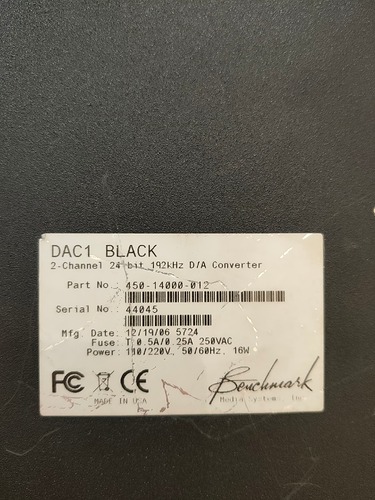 DAC1 BLACK
2-Channel 24 bit 192kHz D/A Converter
Part No.: 450-14000-012
Serial No.: 44045
Mfg. Date: 12/19/06 5724
Fuse: T 0.5A/0.25A 250VAC
Power: 110/220V, 50/60Hz, 16W
FC CE
MADE IN USA
Benchmark
Media Systems, Inc